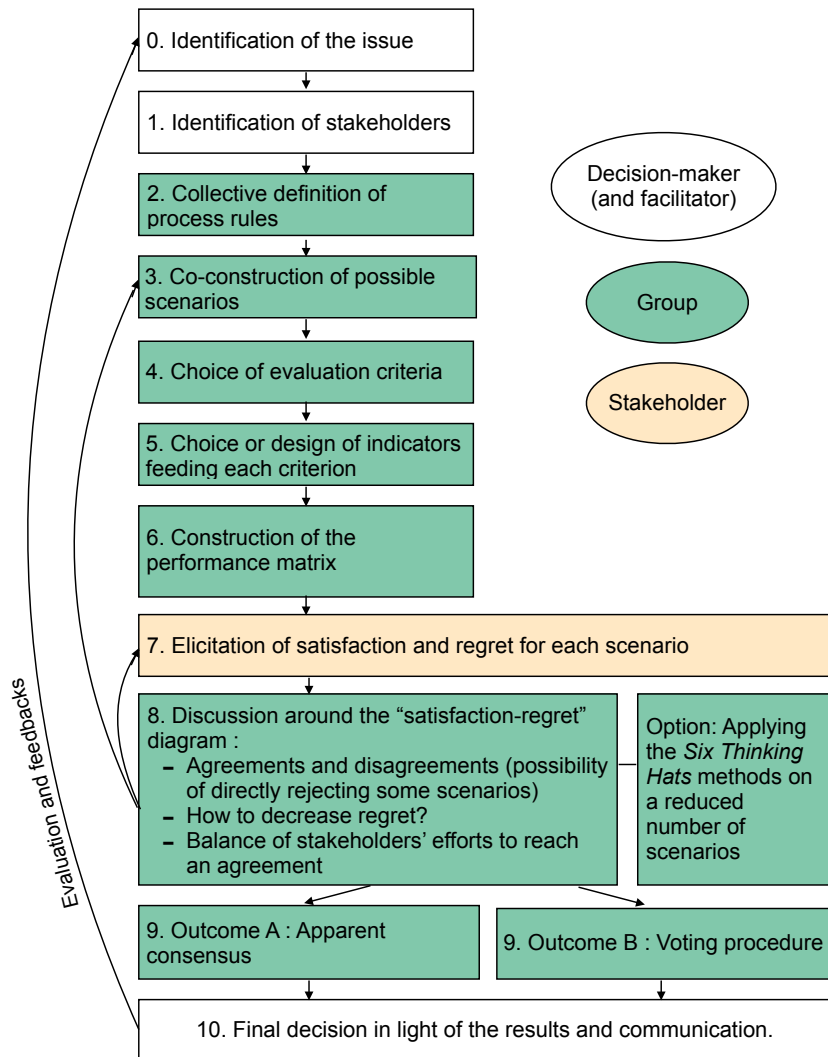 0. Identification of the issue
1. Identification of stakeholders
2. Collective definition of
process rules
3. Co-construction of possible
scenarios
4. Choice of evaluation criteria
5. Choice or design of indicators
feeding each criterion
6. Construction of the
performance matrix
7. Elicitation of satisfaction and regret for each scenario
8. Discussion around the “satisfaction-regret”
diagram :
– Agreements and disagreements (possibility
of directly rejecting some scenarios)
– How to decrease regret?
– Balance of stakeholders’ efforts to reach
an agreement
Option: Applying
the Six Thinking
Hats methods on
a reduced
number of
scenarios
9. Outcome A : Apparent
consensus
9. Outcome B : Voting procedure
10. Final decision in light of the results and communication.
Evaluation and feedbacks
Decision-maker
(and facilitator)
Group
Stakeholder